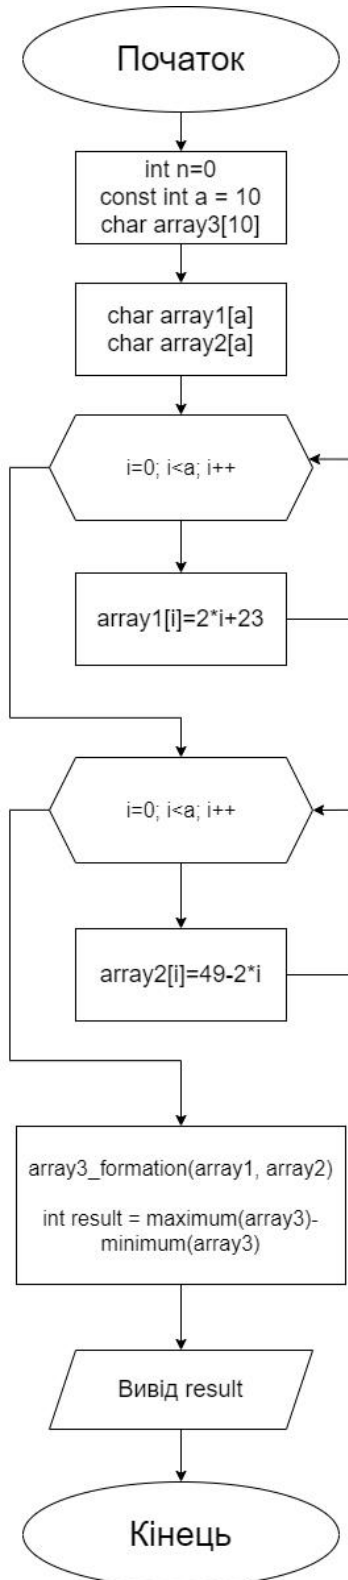 Початок
int n=0
const int a = 10
char array3[10]
char array1[a]
char array2[a]
i=0; i<a; i++
array1[i]=2*i+23
i=0; i<a; i++
array2[i]=49-2*i
array3_formation(array1, array2)
int result = maximum(array3)-
minimum(array3)
Вивід result
Кінець